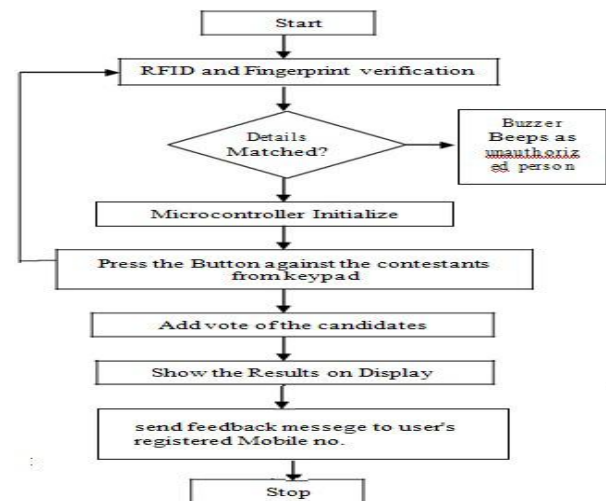 Start
RFID and Fingerprint verification
Details
Matched?
Buzzer
Beeps as
unauthoriz
ed person
Microcontroller Initialize
Press the Button against the contestants
from keypad
Add vote of the candidates
Show the Results on Display
send feedback messege to user's
registered Mobile no.
:
Stop